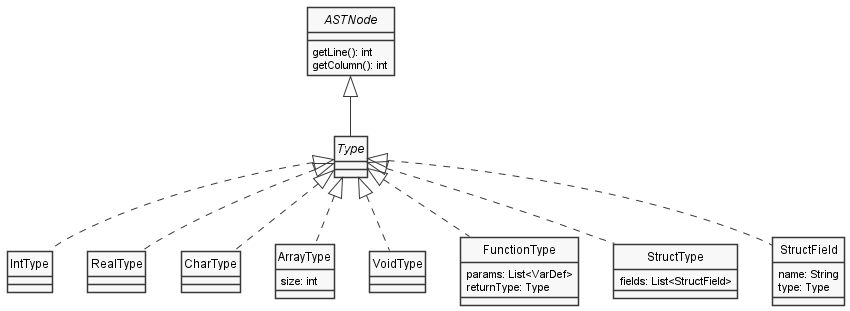 ASTNode
getLine(): int
getColumn(): int
Type
IntType
RealType
CharType
ArrayType
size: int
VoidType
FunctionType
params: List<VarDef>
returnType: Type
StructType
fields: List<StructField>
StructField
name: String
type: Type